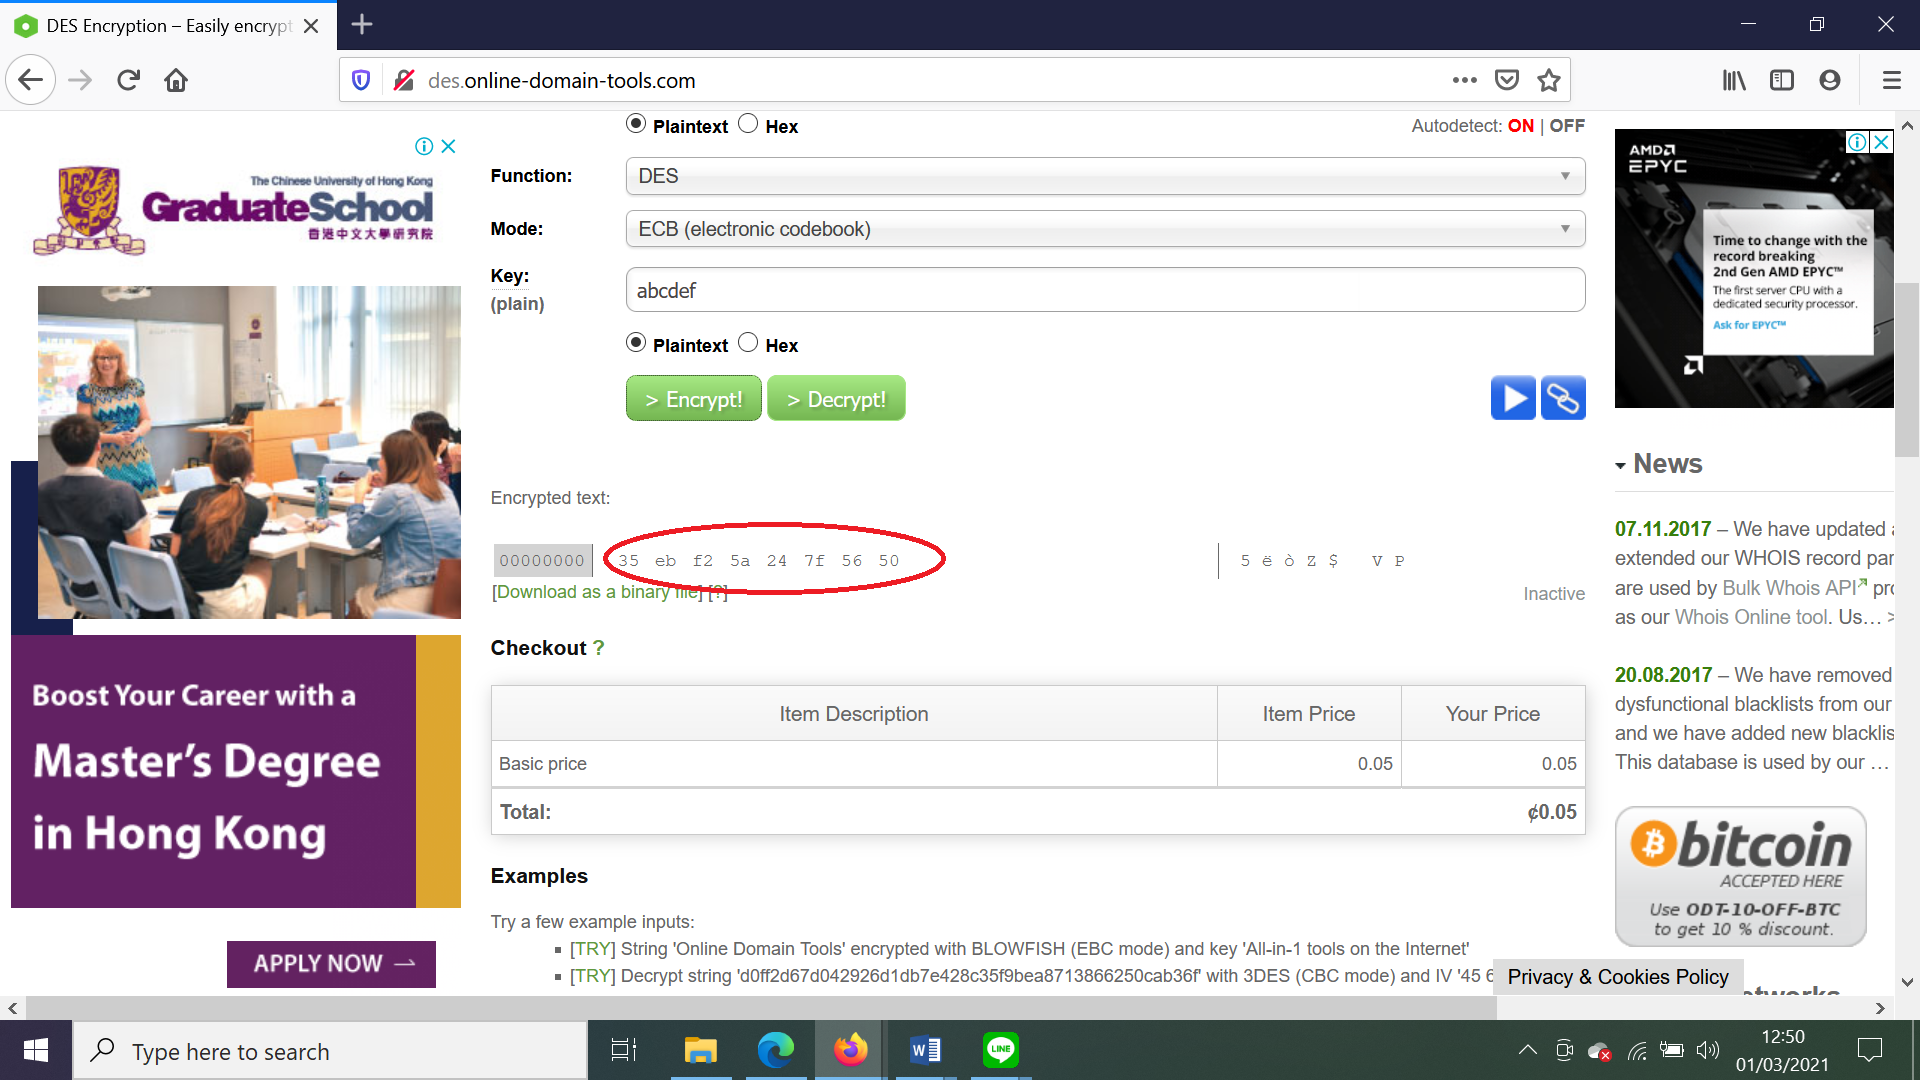 DES Encryption – Easily encrypt
des.online-domain-tools.com
Plaintext Hex
Autodetect: ON | OFF
Function: DES
Mode: ECB (electronic codebook)
Key: abcdef
(plain)
Plaintext Hex
> Encrypt! > Decrypt!
Encrypted text:
00000000 35 eb f2 5a 24 7f 56 50 5 ë ò Z $ V P
[Download as a binary file] [?]
Inactive
Checkout ?
Item Description Item Price Your Price
Basic price 0.05 0.05
Total: ¢0.05
Examples
Try a few example inputs:
[TRY] String 'Online Domain Tools' encrypted with BLOWFISH (EBC mode) and key 'All-in-1 tools on the Internet'
[TRY] Decrypt string 'd0ff2d67d042926d1db7e428c35f9bea8713866250cab36f' with 3DES (CBC mode) and IV '45 6
The Chinese University of Hong Kong
GraduateSchool
香港中文大學研究院
Boost Your Career with a
Master's Degree
in Hong Kong
APPLY NOW
AMD
EPYC
Time to change with the
record breaking
2nd Gen AMD EPYC™
The first server CPU with a
dedicated security processor.
Ask for EPYC™
News
07.11.2017 – We have updated
extended our WHOIS record par
are used by Bulk Whois API pro
as our Whois Online tool. Us… >
20.08.2017 – We have removed
dysfunctional blacklists from our
and we have added new blacklis
This database is used by our …
bitcoin
ACCEPTED HERE
Use ODT-10-OFF-BTC
to get 10 % discount.
Privacy & Cookies Policy
Type here to search
LINE
12:50
01/03/2021